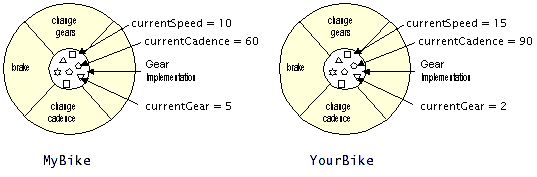 change
gears
brake
change
cadence
currentSpeed = 10
currentCadence = 60
Gear
Implementation
currentGear = 5
MyBike
change
gears
brake
change
cadence
currentSpeed = 15
currentCadence = 90
Gear
Implementation
currentGear = 2
YourBike